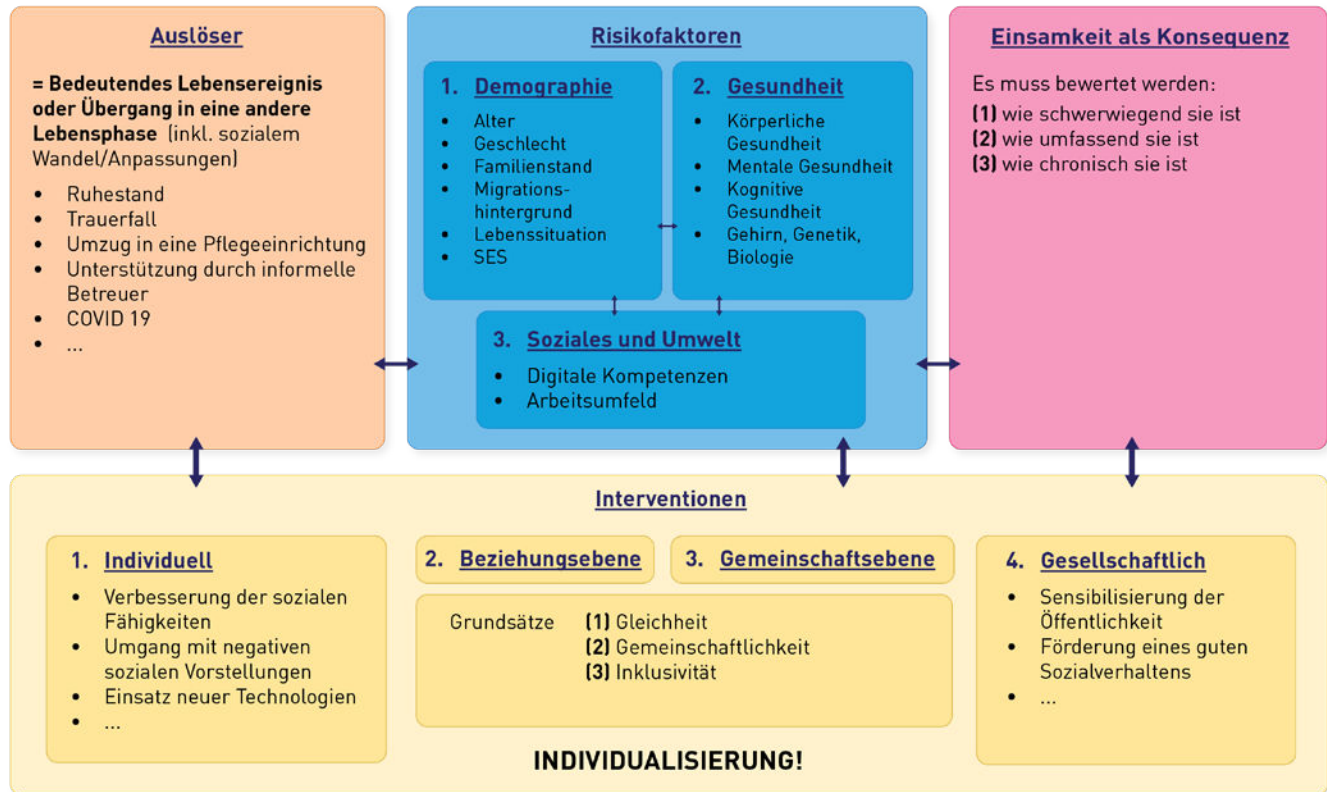 Auslöser
= Bedeutendes Lebensereignis
oder Übergang in eine andere
Lebensphase (inkl. sozialem
Wandel/Anpassungen)
• Ruhestand
• Trauerfall
• Umzug in eine Pflegeeinrichtung
• Unterstützung durch informelle
Betreuer
• COVID 19
• ...
Risikofaktoren
1. Demographie
• Alter
• Geschlecht
• Familienstand
• Migrations-
hintergrund
• Lebenssituation
• SES
2. Gesundheit
• Körperliche
Gesundheit
• Mentale Gesundheit
• Kognitive
Gesundheit
• Gehirn, Genetik,
Biologie
3. Soziales und Umwelt
• Digitale Kompetenzen
• Arbeitsumfeld
Einsamkeit als Konsequenz
Es muss bewertet werden:
(1) wie schwerwiegend sie ist
(2) wie umfassend sie ist
(3) wie chronisch sie ist
Interventionen
1. Individuell
• Verbesserung der sozialen
Fähigkeiten
• Umgang mit negativen
sozialen Vorstellungen
• Einsatz neuer Technologien
• ...
2. Beziehungsebene
3. Gemeinschaftsebene
Grundsätze (1) Gleichheit
(2) Gemeinschaftlichkeit
(3) Inklusivität
4. Gesellschaftlich
• Sensibilisierung der
Öffentlichkeit
• Förderung eines guten
Sozialverhaltens
• ...
INDIVIDUALISIERUNG!